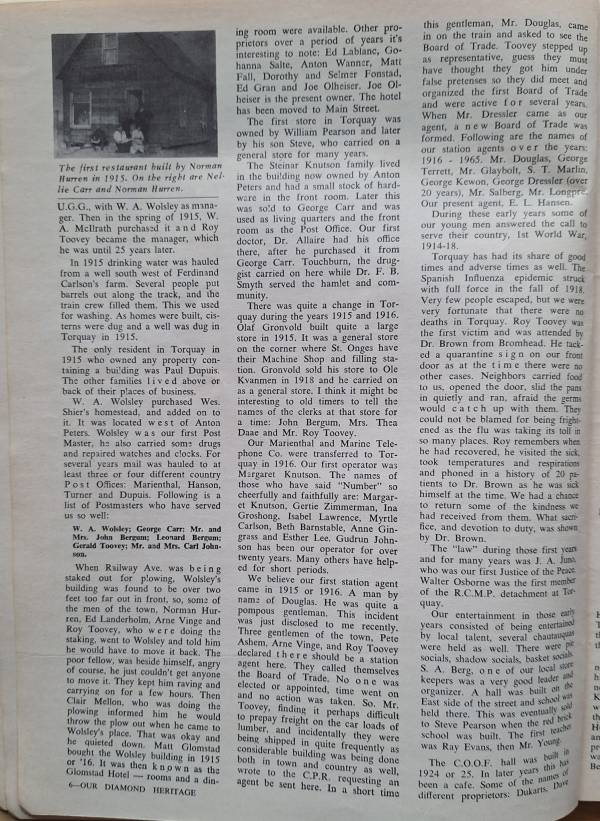 The first restaurant built by Norman
Hurren in 1915. On the right are Nel-
lie Carr and Norman Hurren.
U.G.G., with W. A. Wolsley as mana-
ger. Then in the spring of 1915, W.
A. McIlrath purchased it and Roy
Toovey became the manager, which
he was until 25 years later.
In 1915 drinking water was hauled
from a well south west of Ferdinand
Carlson's farm. Several people put
barrels out along the track, and the
train crew filled them. This we used
for washing. As homes were built, cis-
terns were dug and a well was dug in
Torquay in 1915.
The only resident in Torquay in
1915 who owned any property con-
taining a building was Paul Dupuis.
The other families lived above or
back of their places of business.
W. A. Wolsley purchased Wes.
Shier's homestead, and added on to
it. It was located west of Anton
Peters. Wolsley was our first Post
Master, he also carried some drugs
and repaired watches and clocks. For
several years mail was hauled to at
least three or four different country
Post Offices: Marienthal, Hanson,
Turner and Dupuis. Following is a
list of Postmasters who have served
us so well:
W. A. Wolsley; George Carr; Mr. and
Mrs. John Bergum; Leonard Bergum;
Gerald Toovey; Mr. and Mrs. Carl John-
son.
When Railway Ave. was being
staked out for plowing, Wolsley's
building was found to be over two
feet too far out in front, so, some of
the men of the town, Norman Hur-
ren, Ed Landerholm, Arne Vinge and
Roy Toovey, who were doing the
staking, went to Wolsley and told him
he would have to move it back. The
poor fellow, was beside himself, angry
of course, he just couldn't get anyone
to move it. They kept him raving and
carrying on for a few hours. Then
Clair Mellon, who was doing the
plowing informed him he would
throw the plow out when he came to
Wolsley's place. That was okay and
he quieted down. Matt Glomstad
bought the Wolsley building in 1915
or '16. It was then known as the
Glomstad Hotel — rooms and a din-
6—OUR DIAMOND HERITAGE
ing room were available. Other pro-
prietors over a period of years it's
interesting to note: Ed Lablanc, Go-
hanna Salte, Anton Wanner, Matt
Fall, Dorothy and Selmer Fonstad,
Ed Gran and Joe Olheiser. Joe Ol-
heiser is the present owner. The hotel
has been moved to Main Street.
The first store in Torquay was
owned by William Pearson and later
by his son Steve, who carried on a
general store for many years.
The Steinar Knutson family lived
in the building now owned by Anton
Peters and had a small stock of hard-
ware in the front room. Later this
was sold to George Carr and was
used as living quarters and the front
room as the Post Office. Our first
doctor, Dr. Allaire had his office
there, after he purchased it from
George Carr. Touchburn, the drug-
gist carried on here while Dr. F. B.
Smyth served the hamlet and com-
munity.
There was quite a change in Tor-
quay during the years 1915 and 1916.
Olaf Gronvold built quite a large
store in 1915. It was a general store
on the corner where St. Onges have
their Machine Shop and filling sta-
tion. Gronvold sold his store to Ole
Kvanmen in 1918 and he carried on
as a general store. I think it might be
interesting to old timers to tell the
names of the clerks at that store for
a time: John Bergum, Mrs. Thea
Daae and Mr. Roy Toovey.
Our Marienthal and Marine Tele-
phone Co. were transferred to Tor-
quay in 1916. Our first operator was
Margaret Knutson. The names of
those who have said "Number" so
cheerfully and faithfully are: Margar-
et Knutson, Gertie Zimmerman, Ina
Groshong, Isabel Lawrence, Myrtle
Carlson, Beth Barnstable, Anne Gin-
grass and Esther Lee. Gudrun John-
son has been our operator for over
twenty years. Many others have help-
ed for short periods.
We believe our first station agent
came in 1915 or 1916. A man by
name of Douglas. He was quite a
pompous gentleman. This incident
was just disclosed to me recently.
Three gentlemen of the town, Pete
Ashem, Arne Vinge, and Roy Toovey
declared there should be a station
agent here. They called themselves
the Board of Trade. No one was
elected or appointed, time went on
and no action was taken. So Mr.
Toovey, finding it perhaps difficult
to prepay freight on the car loads of
lumber, and incidentally they were
being shipped in quite frequently as
considerable building was being done
both in town and country as well,
wrote to the C.P.R. requesting an
agent be sent here. In a short time
this gentleman, Mr. Douglas, came
in on the train and asked to see the
Board of Trade. Toovey stepped up
as representative, guess they must
have thought they got him under
false pretenses so they did meet and
organized the first Board of Trade
and were active for several years.
When Mr. Dressler came as our
agent, a new Board of Trade was
formed. Following are the names of
our station agents over the years:
1916 - 1965. Mr. Douglas, George
Terrett, Mr. Glaybolt, S. T. Marlin,
George Kewon, George Dressler (over
20 years), Mr. Salberg, Mr. Longpre.
Our present agent, E. L. Hansen.
During these early years some of
our young men answered the call to
serve their country, 1st World War,
1914-18.
Torquay has had its share of good
times and adverse times as well. The
Spanish Influenza epidemic struck
with full force in the fall of 1918.
Very few people escaped, but we were
very fortunate that there were no
deaths in Torquay. Roy Toovey was
the first victim and was attended by
Dr. Brown from Bromhead. He tack-
ed a quarantine sign on our front
door as at the time there were no
other cases. Neighbors carried food
to us, opened the door, slid the pans
in quietly and ran, afraid the germs
would catch up with them. They
could not be blamed for being fright-
ened as the flu was taking its toll in
so many places. Roy remembers when
he had recovered, he visited the sick,
took temperatures and respirations
and phoned in a history of 20 pa-
tients to Dr. Brown as he was sick
himself at the time. We had a chance
to return some of the kindness we
had received from them. What sacri-
fice, and devotion to duty, was shown
by Dr. Brown.
The "law" during those first years
and for many years was J. A. Juno,
who was our first Justice of the Peace.
Walter Osborne was the first member
of the R.C.M.P. detachment at Tor-
quay.
Our entertainment in those early
years consisted of being entertained
by local talent, several chautauquas
were held as well. There were pie
socials, shadow socials, basket socials.
S. A. Berg, one of our local store
keepers was a very good leader and
organizer. A hall was built on the
East side of the street and school was
held there. This was eventually sold
to Steve Pearson when the red brick
school was built. The first teacher
was Ray Evans, then Mr. Young.
The C.O.O.F. hall was built in
1924 or 25. In later years this has
been a cafe. Some of the names of
different proprietors: Dukarts, Dave